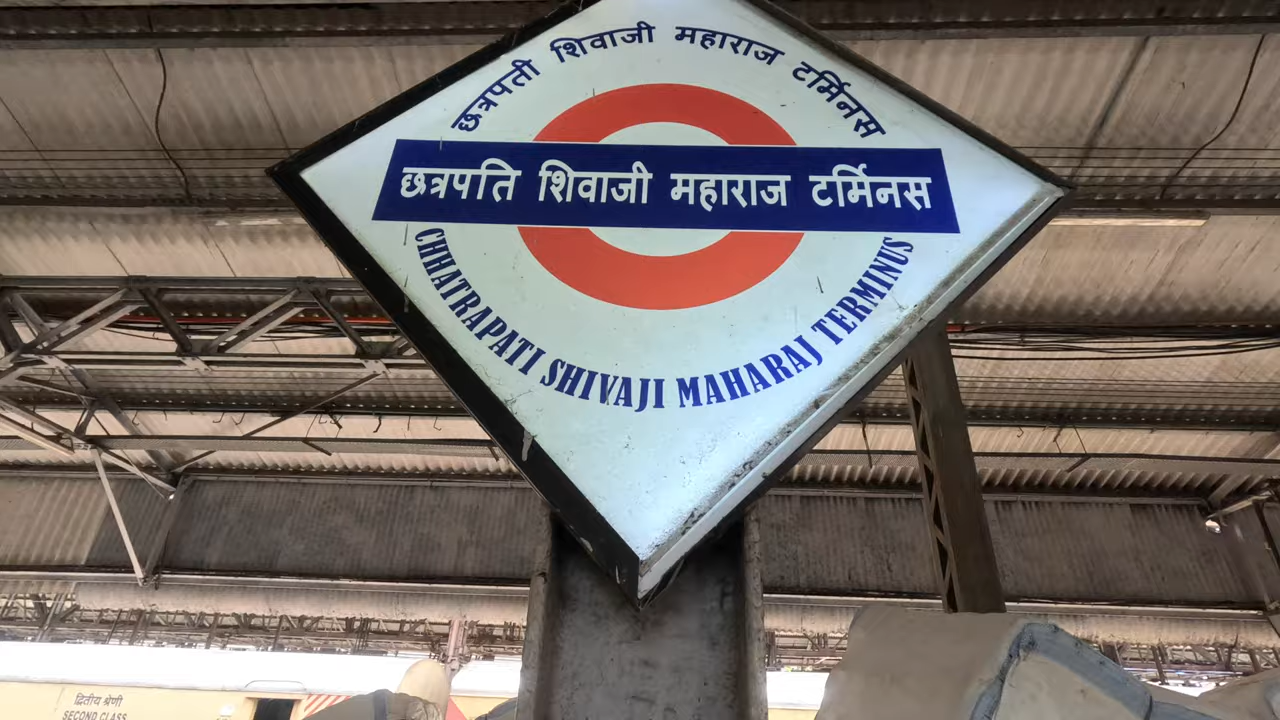 छत्रपती शिवाजी महाराज टर्मिनस
छत्रपति शिवाजी महाराज टर्मिनस
CHHATRAPATI SHIVAJI MAHARAJ TERMINUS
द्वितीय श्रेणी
SECOND CLASS